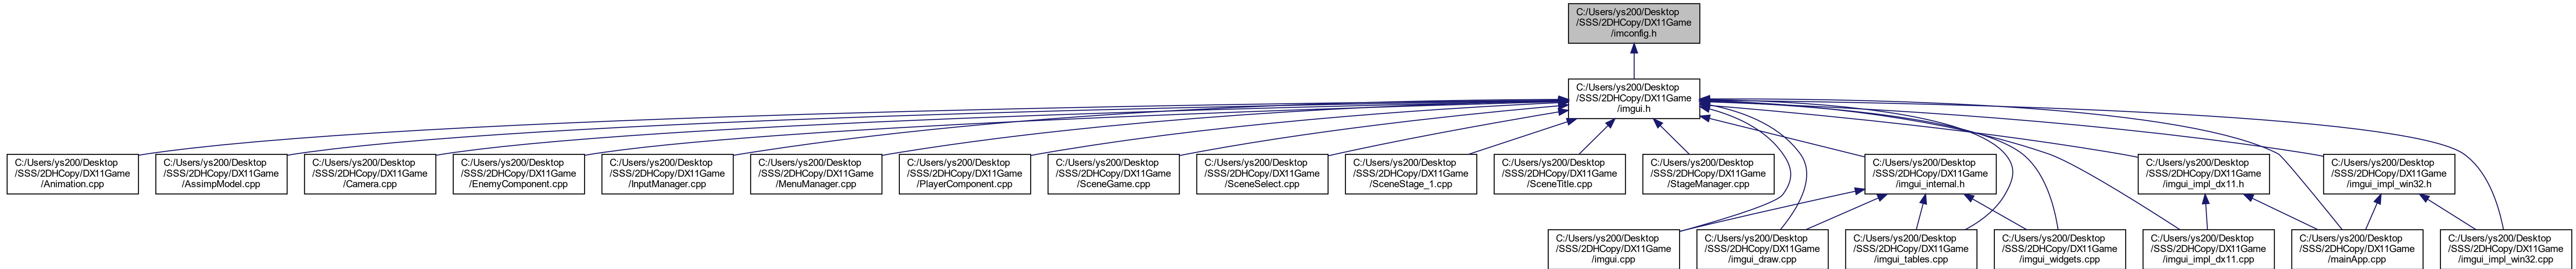 C:/Users/ys200/Desktop
/SSS/2DHCopy/DX11Game
/imconfig.h
C:/Users/ys200/Desktop
/SSS/2DHCopy/DX11Game
/imgui.h
C:/Users/ys200/Desktop
/SSS/2DHCopy/DX11Game
/Animation.cpp
C:/Users/ys200/Desktop
/SSS/2DHCopy/DX11Game
/AssimpModel.cpp
C:/Users/ys200/Desktop
/SSS/2DHCopy/DX11Game
/Camera.cpp
C:/Users/ys200/Desktop
/SSS/2DHCopy/DX11Game
/EnemyComponent.cpp
C:/Users/ys200/Desktop
/SSS/2DHCopy/DX11Game
/InputManager.cpp
C:/Users/ys200/Desktop
/SSS/2DHCopy/DX11Game
/MenuManager.cpp
C:/Users/ys200/Desktop
/SSS/2DHCopy/DX11Game
/PlayerComponent.cpp
C:/Users/ys200/Desktop
/SSS/2DHCopy/DX11Game
/SceneGame.cpp
C:/Users/ys200/Desktop
/SSS/2DHCopy/DX11Game
/SceneSelect.cpp
C:/Users/ys200/Desktop
/SSS/2DHCopy/DX11Game
/SceneStage_1.cpp
C:/Users/ys200/Desktop
/SSS/2DHCopy/DX11Game
/SceneTitle.cpp
C:/Users/ys200/Desktop
/SSS/2DHCopy/DX11Game
/StageManager.cpp
C:/Users/ys200/Desktop
/SSS/2DHCopy/DX11Game
/imgui_internal.h
C:/Users/ys200/Desktop
/SSS/2DHCopy/DX11Game
/imgui_impl_dx11.h
C:/Users/ys200/Desktop
/SSS/2DHCopy/DX11Game
/imgui_impl_win32.h
C:/Users/ys200/Desktop
/SSS/2DHCopy/DX11Game
/imgui.cpp
C:/Users/ys200/Desktop
/SSS/2DHCopy/DX11Game
/imgui_draw.cpp
C:/Users/ys200/Desktop
/SSS/2DHCopy/DX11Game
/imgui_tables.cpp
C:/Users/ys200/Desktop
/SSS/2DHCopy/DX11Game
/imgui_widgets.cpp
C:/Users/ys200/Desktop
/SSS/2DHCopy/DX11Game
/imgui_impl_dx11.cpp
C:/Users/ys200/Desktop
/SSS/2DHCopy/DX11Game
/mainApp.cpp
C:/Users/ys200/Desktop
/SSS/2DHCopy/DX11Game
/imgui_impl_win32.cpp